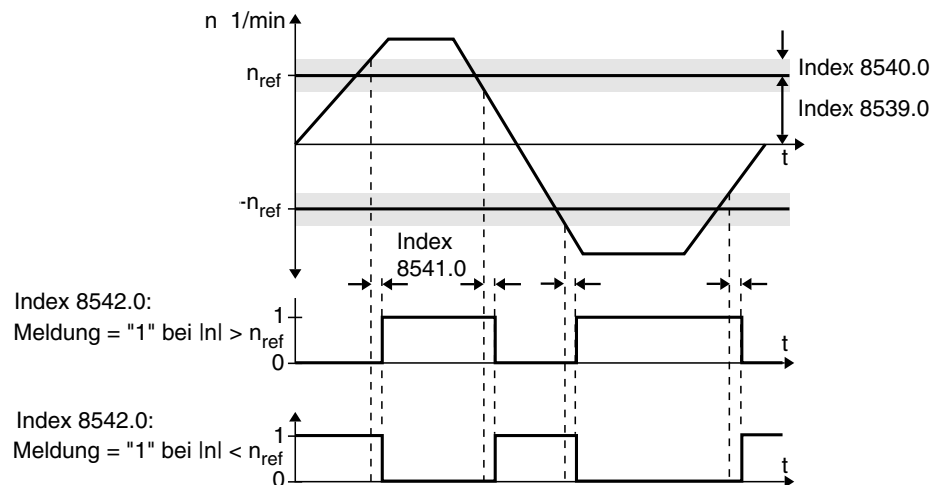 n 1/min
n_ref
Index 8540.0
Index 8539.0
t
-n_ref
Index
8541.0
Index 8542.0:
Meldung = "1" bei |n| > n_ref
1
0
t
Index 8542.0:
Meldung = "1" bei |n| < n_ref
1
0
t